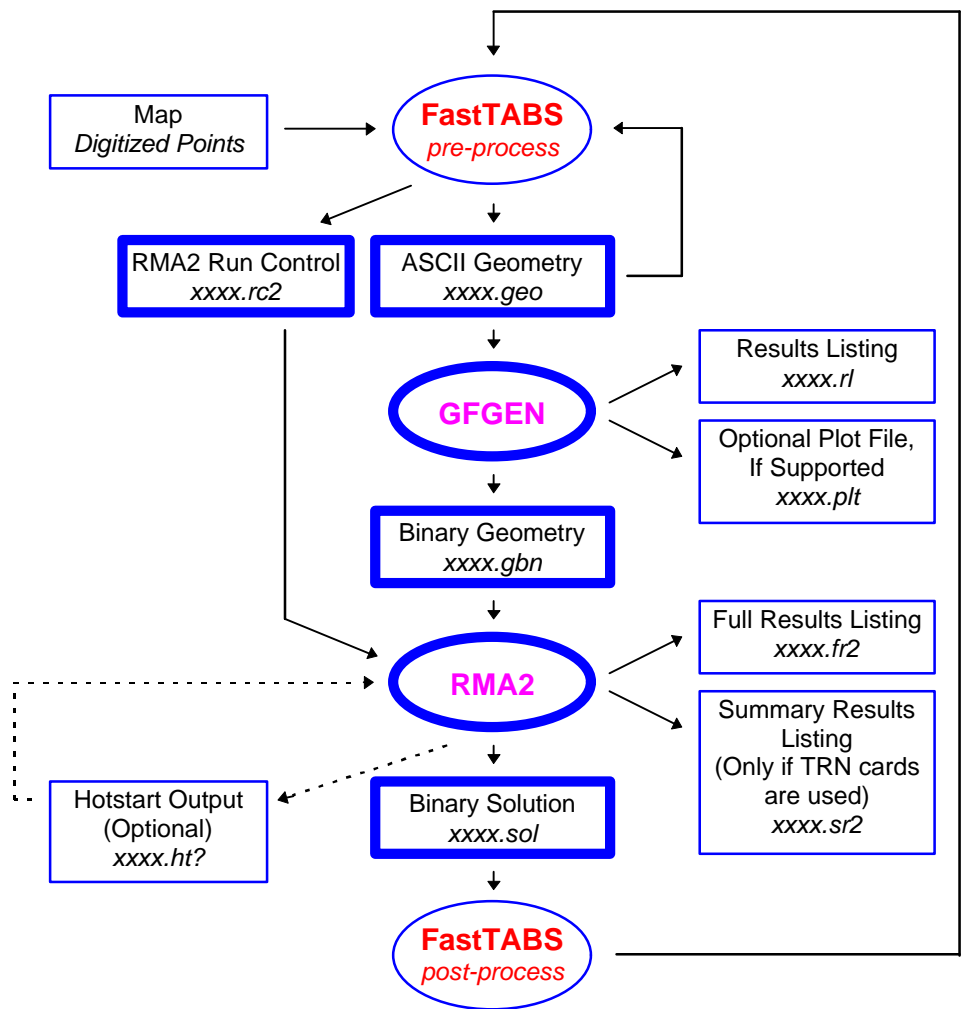 FastTABS
pre-process
Map
Digitized Points
RMA2 Run Control
xxxx.rc2
ASCII Geometry
xxxx.geo
GFGEN
Results Listing
xxxx.rl
Optional Plot File,
If Supported
xxxx.plt
Binary Geometry
xxxx.gbn
RMA2
Full Results Listing
xxxx.fr2
Summary Results
Listing
(Only if TRN cards
are used)
xxxx.sr2
Hotstart Output
(Optional)
xxxx.ht?
Binary Solution
xxxx.sol
FastTABS
post-process